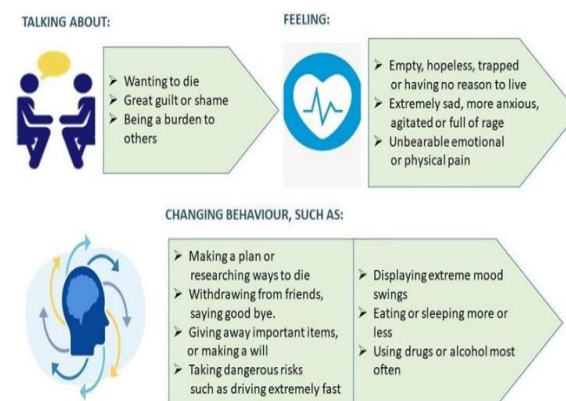 TALKING ABOUT:
➤ Wanting to die
➤ Great guilt or shame
➤ Being a burden to
others
FEELING:
➤ Empty, hopeless, trapped
or having no reason to live
➤ Extremely sad, more anxious,
agitated or full of rage
➤ Unbearable emotional
or physical pain
CHANGING BEHAVIOUR, SUCH AS:
➤ Making a plan or
researching ways to die
➤ Withdrawing from friends,
saying good bye.
➤ Giving away important items,
or making a will
➤ Taking dangerous risks
such as driving extremely fast
➤ Displaying extreme mood
swings
➤ Eating or sleeping more or
less
➤ Using drugs or alcohol most
often